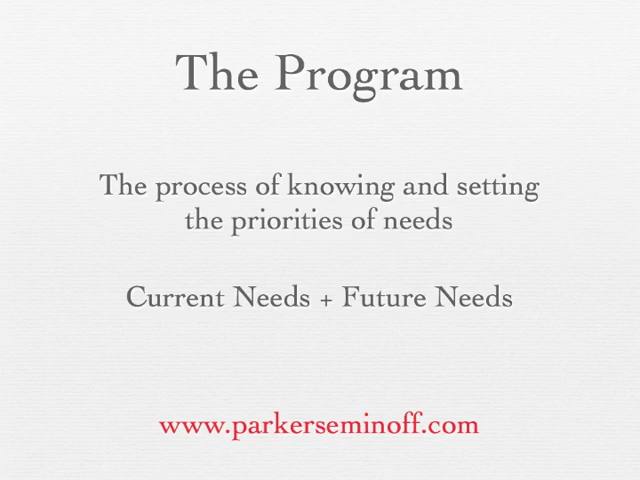 The Program
The process of knowing and setting
the priorities of needs
Current Needs + Future Needs
www.parkerseminoff.com